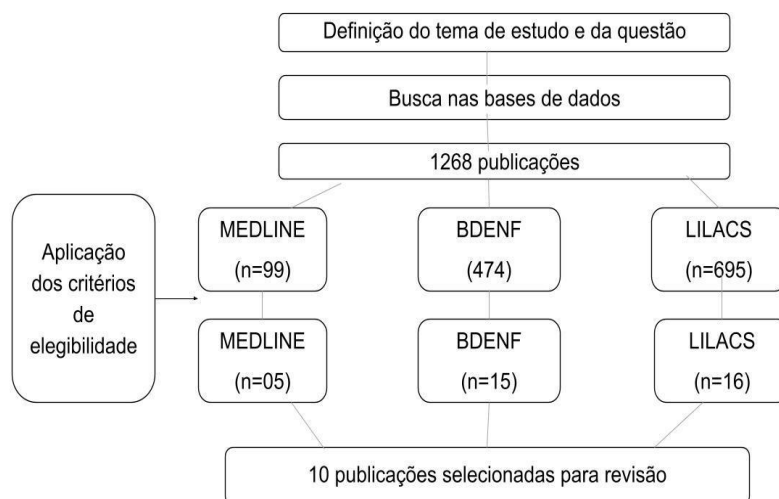 Definição do tema de estudo e da questão
Busca nas bases de dados
1268 publicações
Aplicação
dos critérios
de
elegibilidade
MEDLINE
(n=99)
BDENF
(474)
LILACS
(n=695)
MEDLINE
(n=05)
BDENF
(n=15)
LILACS
(n=16)
10 publicações selecionadas para revisão